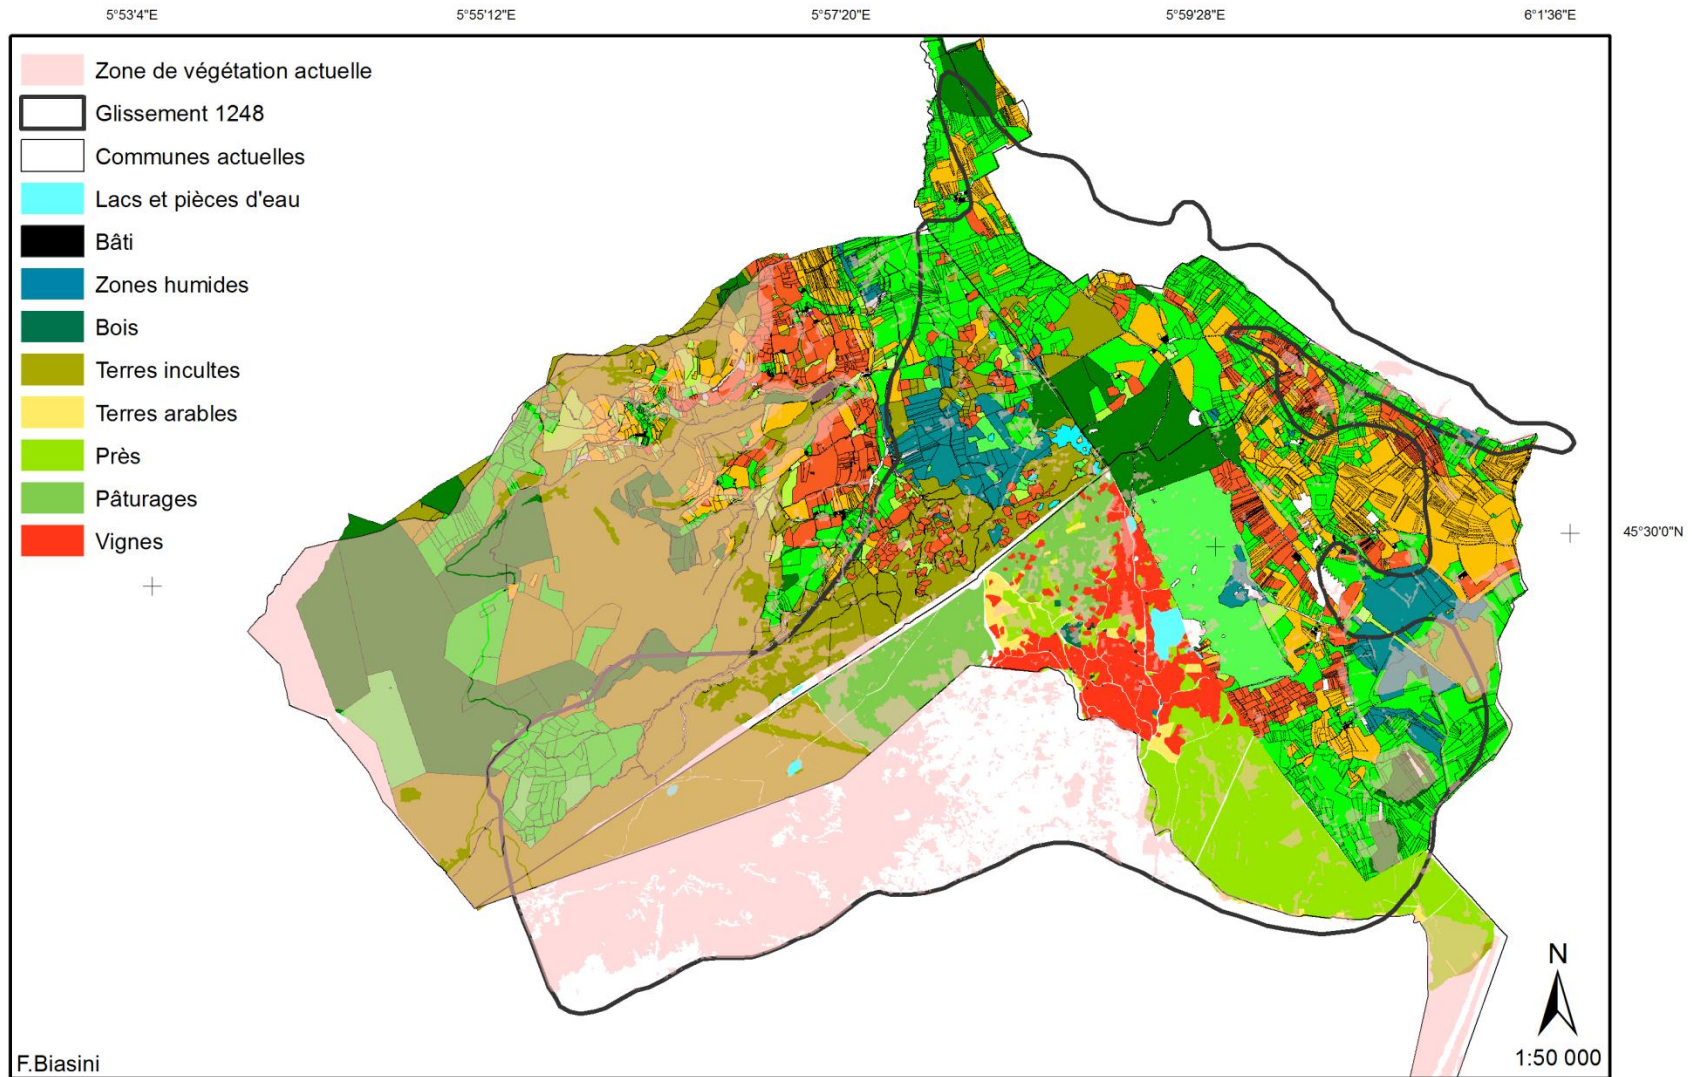 5°53'4"E 5°55'12"E 5°57'20"E 5°59'28"E 6°1'36"E
Zone de végétation actuelle
Glissement 1248
Communes actuelles
Lacs et pièces d'eau
Bâti
Zones humides
Bois
Terres incultes
Terres arables
Près
Pâturages
Vignes
45°30'0"N
N
1:50 000
F.Biasini